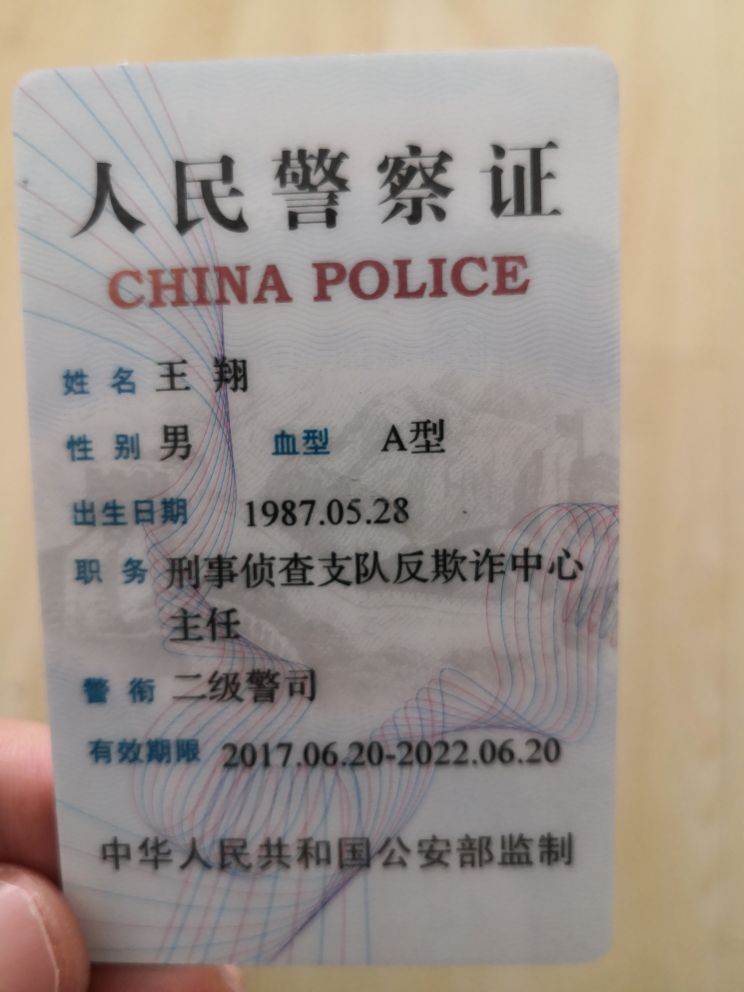 人民警察证
CHINA POLICE
姓名 王翔
性别 男 血型 A型
出生日期 1987.05.28
职务 刑事侦查支队反欺诈中心
主任
警衔 二级警司
有效期限 2017.06.20-2022.06.20
中华人民共和国公安部监制